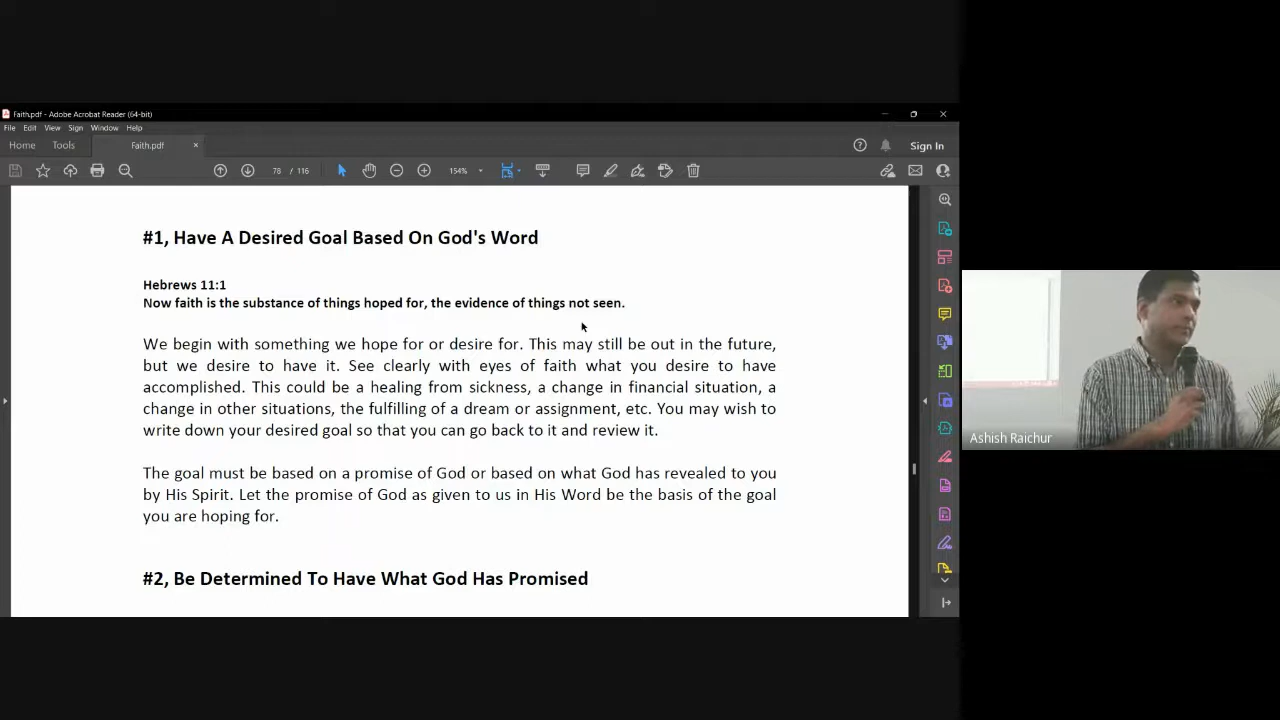 Faith.pdf - Adobe Acrobat Reader (64-bit)
File Edit View Sign Window Help
Home Tools Faith.pdf × Sign In
78 / 116 154%
#1, Have A Desired Goal Based On God's Word
Hebrews 11:1
Now faith is the substance of things hoped for, the evidence of things not seen.
We begin with something we hope for or desire for. This may still be out in the future,
but we desire to have it. See clearly with eyes of faith what you desire to have
accomplished. This could be a healing from sickness, a change in financial situation, a
change in other situations, the fulfilling of a dream or assignment, etc. You may wish to
write down your desired goal so that you can go back to it and review it.
The goal must be based on a promise of God or based on what God has revealed to you
by His Spirit. Let the promise of God as given to us in His Word be the basis of the goal
you are hoping for.
#2, Be Determined To Have What God Has Promised
Ashish Raichur